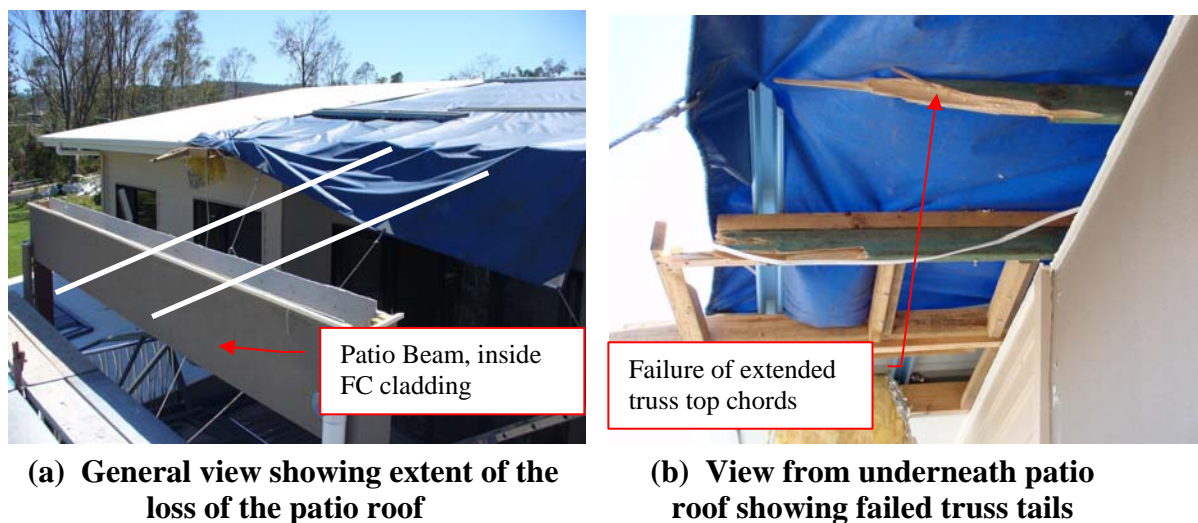 Patio Beam, inside
FC cladding
Failure of extended
truss top chords
(a) General view showing extent of the
loss of the patio roof
(b) View from underneath patio
roof showing failed truss tails